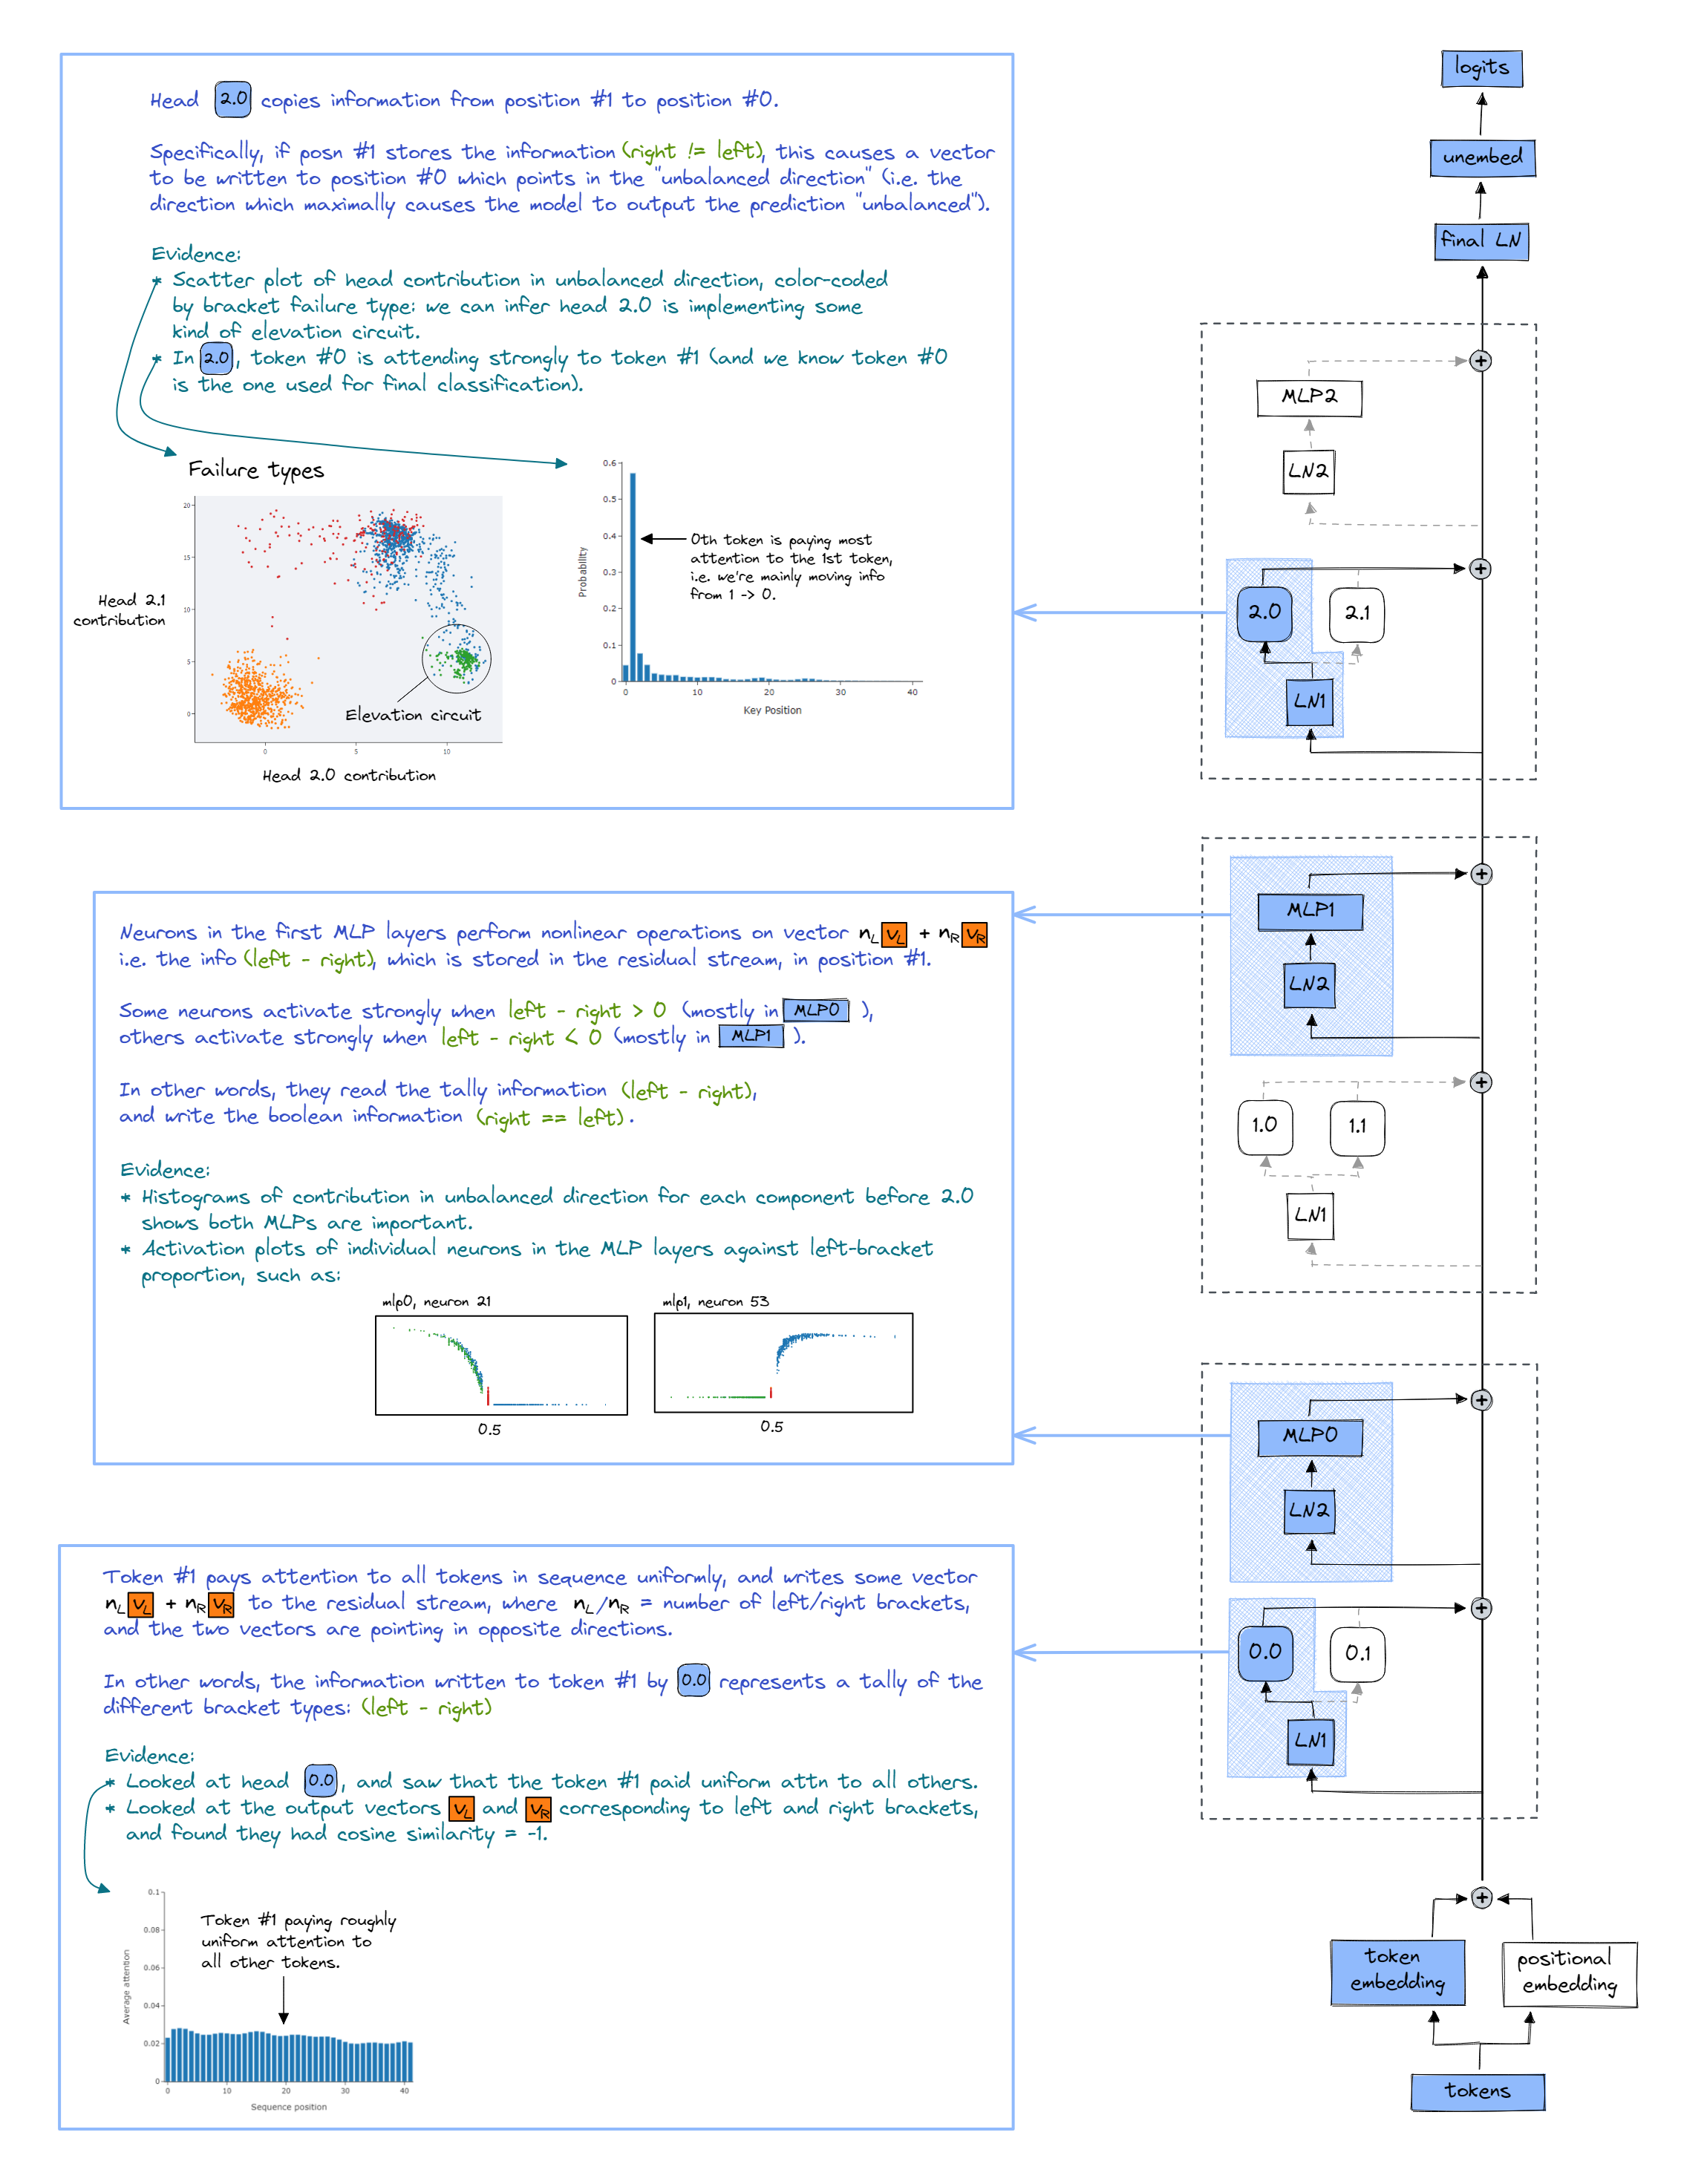 Head 2.0 copies information from position #1 to position #0.
Specifically, if posn #1 stores the information (right != left), this causes a vector
to be written to position #0 which points in the "unbalanced direction" (i.e. the
direction which maximally causes the model to output the prediction "unbalanced").
Evidence:
* Scatter plot of head contribution in unbalanced direction, color-coded
by bracket failure type: we can infer head 2.0 is implementing some
kind of elevation circuit.
* In 2.0, token #0 is attending strongly to token #1 (and we know token #0
is the one used for final classification).
Failure types
20
15
10
5
0
0
5
10
Head 2.1
contribution
Elevation circuit
Head 2.0 contribution
0.6
0.5
0.4
0.3
0.2
0.1
0
0
10
20
30
40
Probability
Key Position
0th token is paying most
attention to the 1st token,
i.e. we're mainly moving info
from 1 -> 0.
Neurons in the first MLP layers perform nonlinear operations on vector nL vL + nR vR
i.e. the info (left - right), which is stored in the residual stream, in position #1.
Some neurons activate strongly when left - right > 0 (mostly in MLP0 ),
others activate strongly when left - right < 0 (mostly in MLP1 ).
In other words, they read the tally information (left - right),
and write the boolean information (right == left).
Evidence:
* Histograms of contribution in unbalanced direction for each component before 2.0
shows both MLPs are important.
* Activation plots of individual neurons in the MLP layers against left-bracket
proportion, such as:
mlp0, neuron 21
0.5
mlp1, neuron 53
0.5
Token #1 pays attention to all tokens in sequence uniformly, and writes some vector
nL vL + nR vR to the residual stream, where nL/nR = number of left/right brackets,
and the two vectors are pointing in opposite directions.
In other words, the information written to token #1 by 0.0 represents a tally of the
different bracket types: (left - right)
Evidence:
* Looked at head 0.0, and saw that the token #1 paid uniform attn to all others.
* Looked at the output vectors vL and vR corresponding to left and right brackets,
and found they had cosine similarity = -1.
0.1
0.08
0.06
0.04
0.02
0
0
10
20
30
40
Average attention
Sequence position
Token #1 paying roughly
uniform attention to
all other tokens.
logits
unembed
final LN
+
MLP2
LN2
+
2.0
2.1
LN1
+
MLP1
LN2
+
1.0
1.1
LN1
+
MLP0
LN2
+
0.0
0.1
LN1
+
token
embedding
positional
embedding
tokens